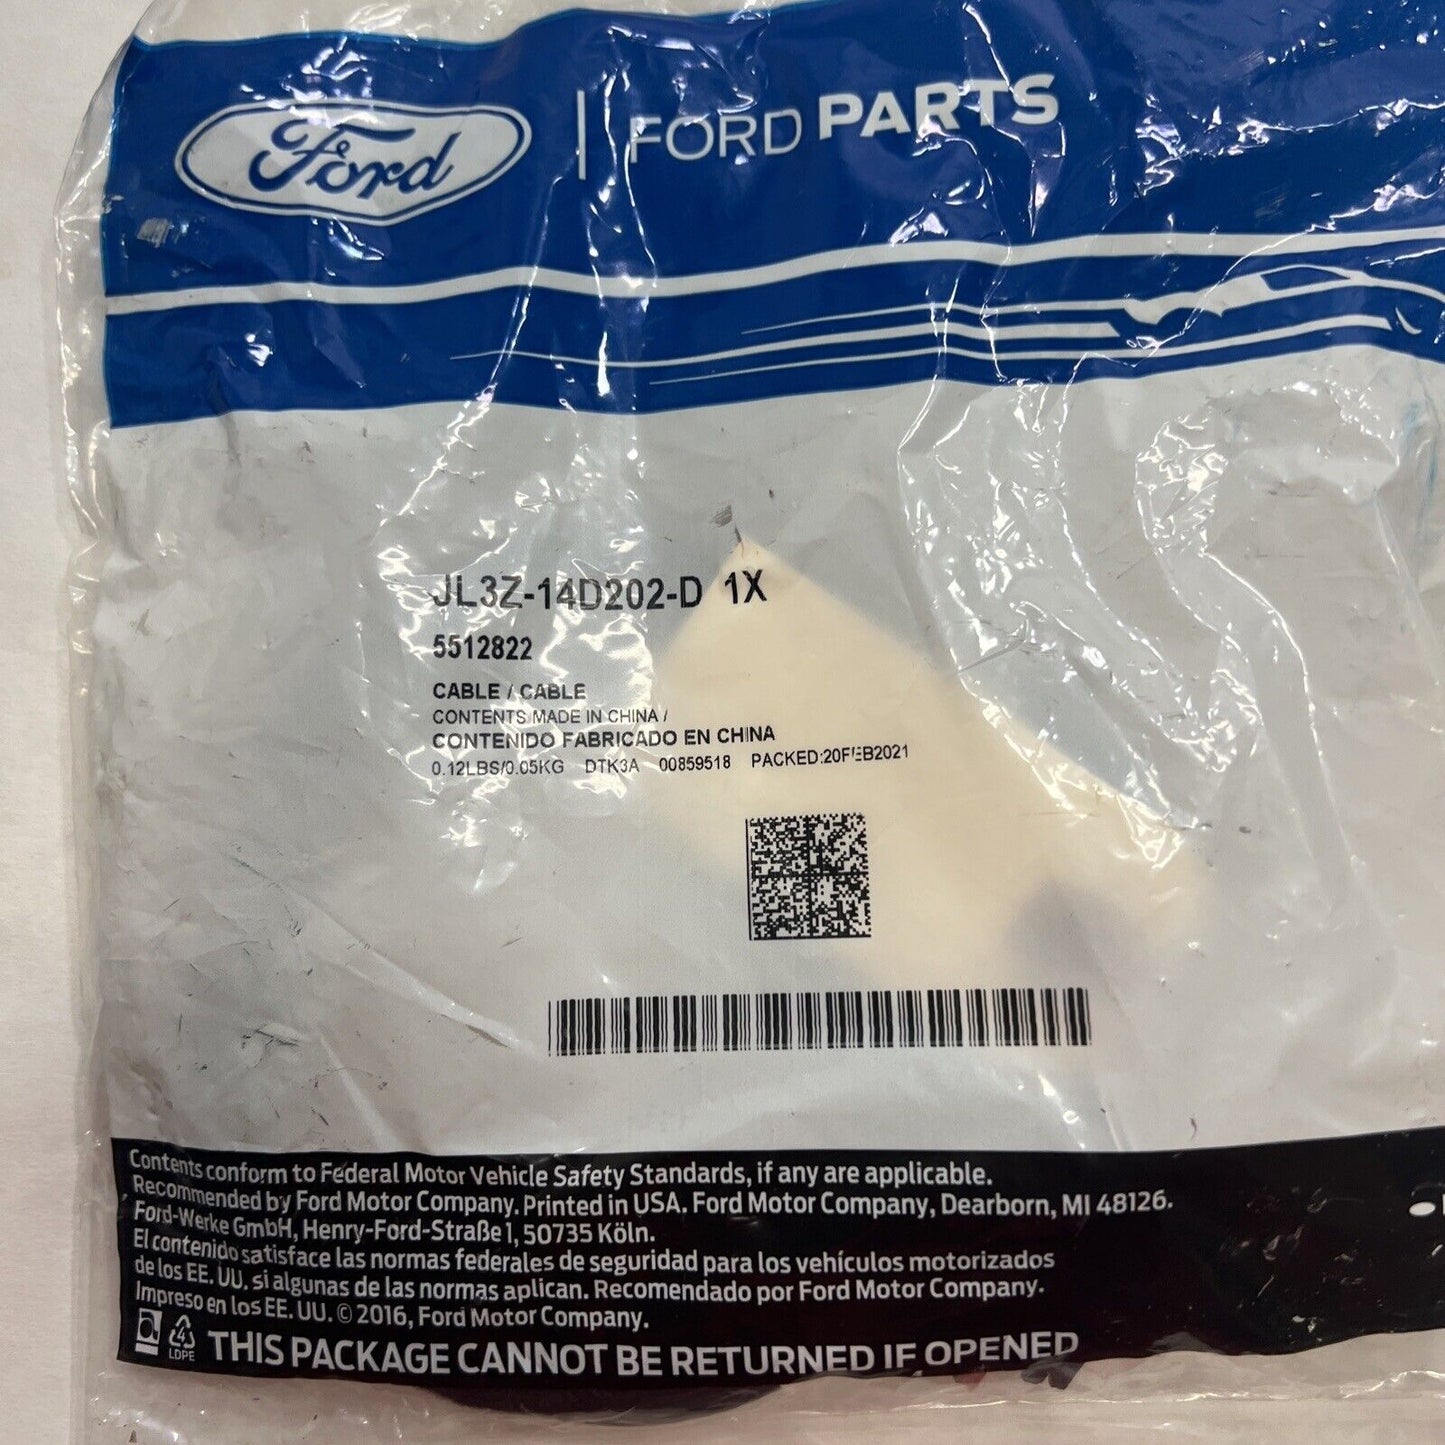 Ford | FORD PARTS
JL3Z-14D202-D 1X
5512822
CABLE / CABLE
CONTENTS MADE IN CHINA /
CONTENIDO FABRICADO EN CHINA
0.12LBS/0.05KG DTK3A 00859518 PACKED:20FEB2021
Contents conform to Federal Motor Vehicle Safety Standards, if any are applicable.
Recommended by Ford Motor Company. Printed in USA. Ford Motor Company, Dearborn, MI 48126.
Ford-Werke GmbH, Henry-Ford-Straße 1, 50735 Köln.
El contenido satisface las normas federales de seguridad para los vehículos motorizados
de los EE. UU. si algunas de las normas aplican. Recomendado por Ford Motor Company.
Impreso en los EE. UU. © 2016, Ford Motor Company.
4
LDPE
THIS PACKAGE CANNOT BE RETURNED IF OPENED